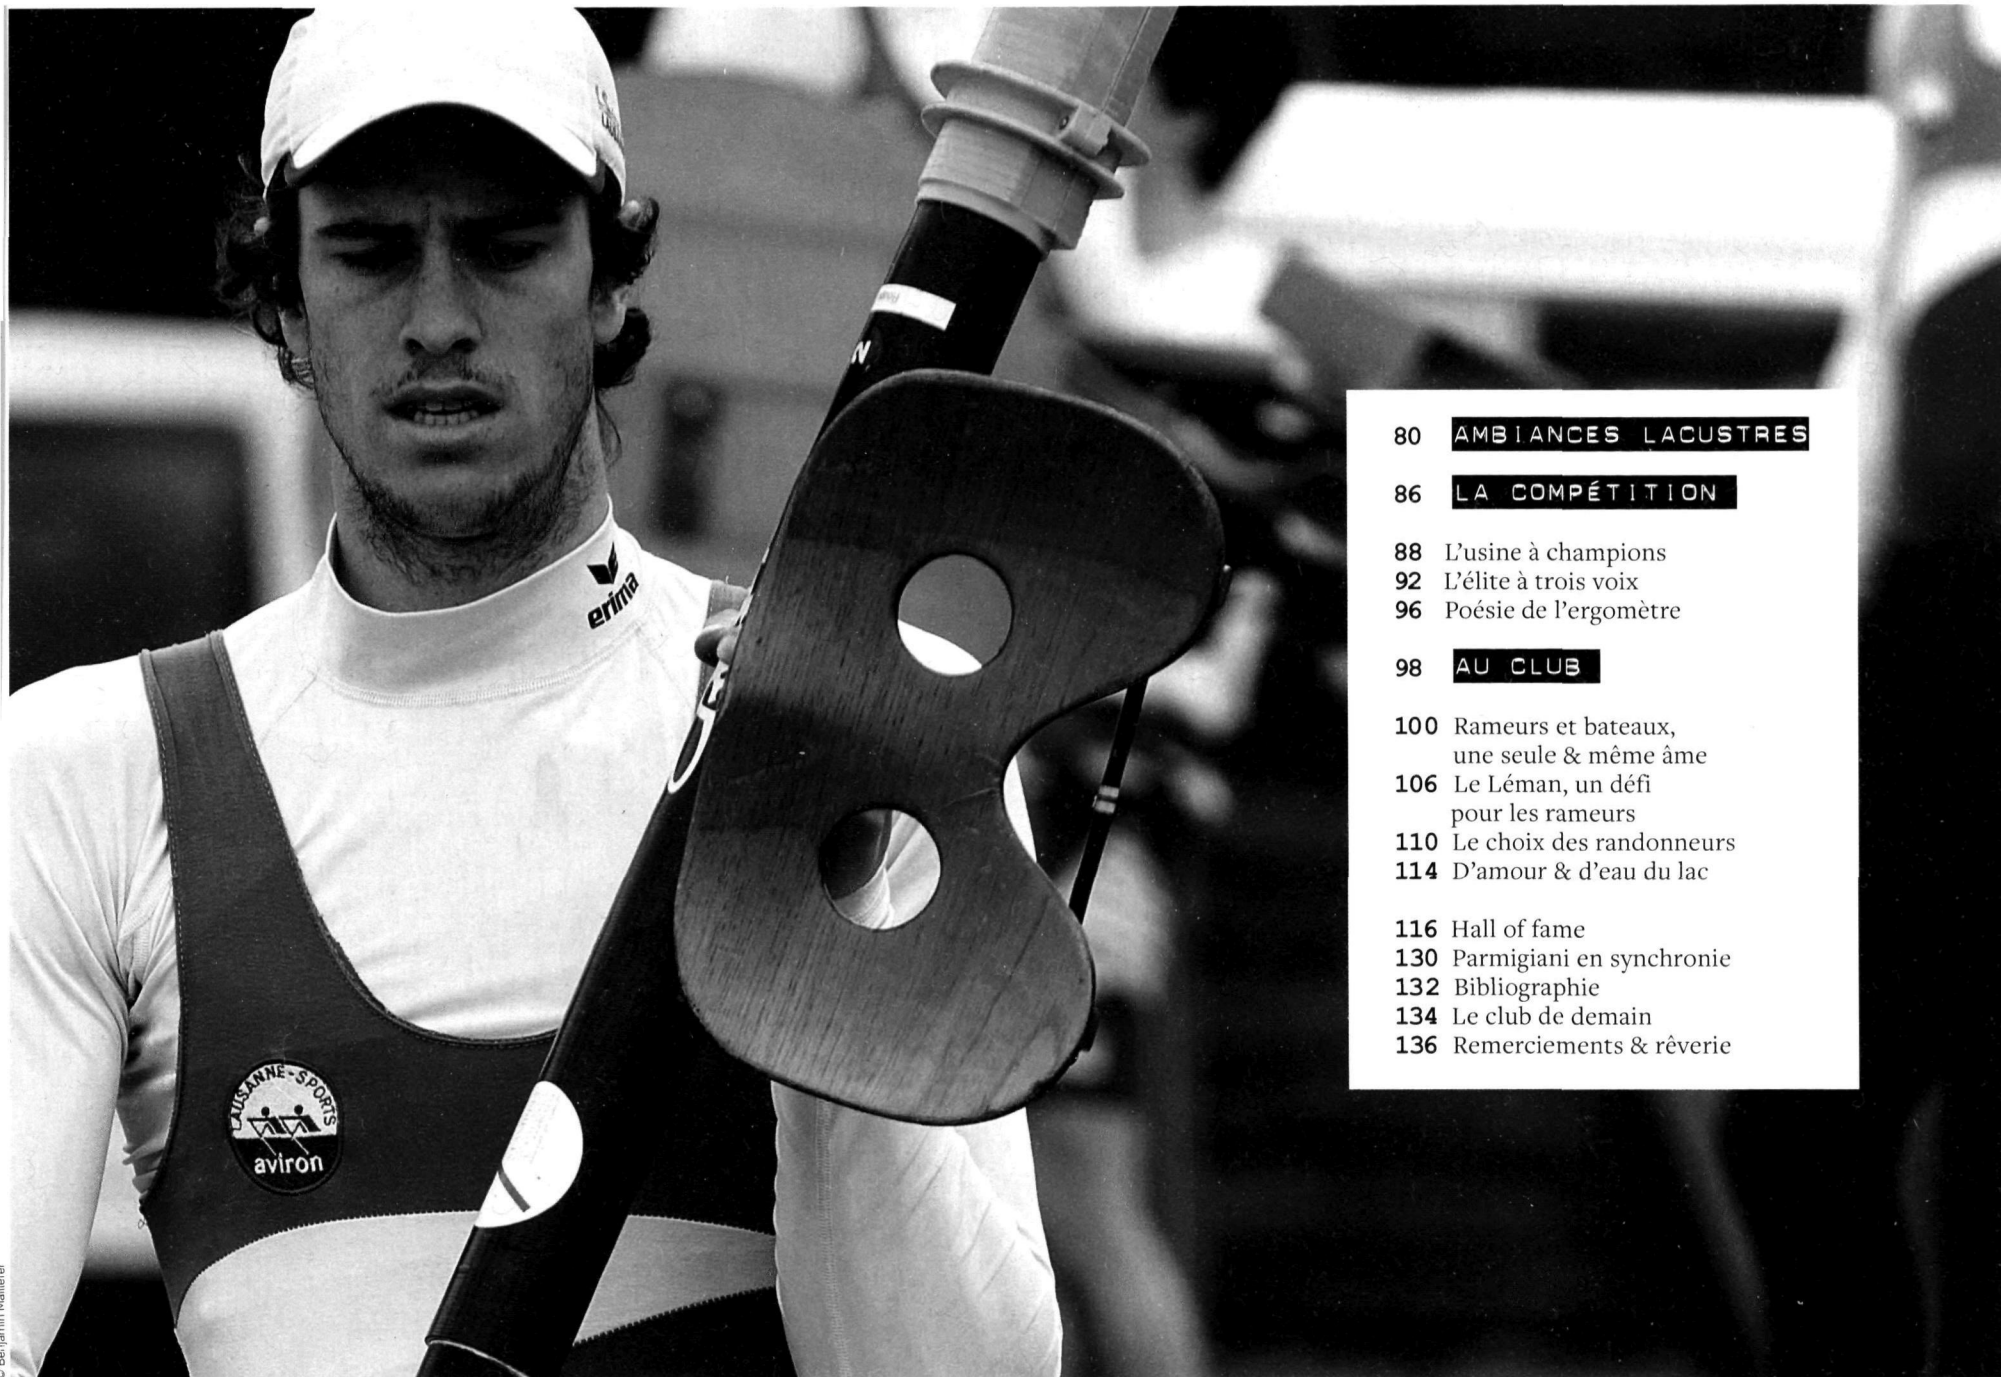 80 AMBIANCES LACUSTRES
86 LA COMPÉTITION
88 L'usine à champions
92 L'élite à trois voix
96 Poésie de l'ergomètre
98 AU CLUB
100 Rameurs et bateaux,
une seule & même âme
106 Le Léman, un défi
pour les rameurs
110 Le choix des randonneurs
114 D'amour & d'eau du lac
116 Hall of fame
130 Parmigiani en synchronie
132 Bibliographie
134 Le club de demain
136 Remerciements & rêverie
erima
LAUSANNE-SPORTS
aviron